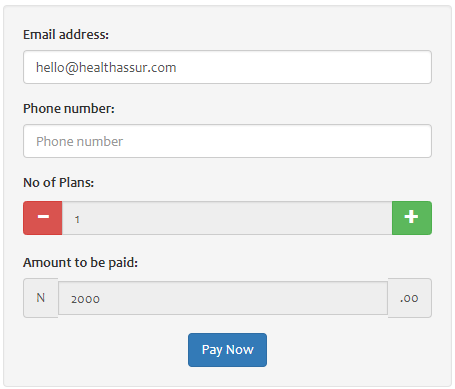 Email address:
hello@healthassur.com
Phone number:
Phone number
No of Plans:
− 1 +
Amount to be paid:
N 2000 .00
Pay Now